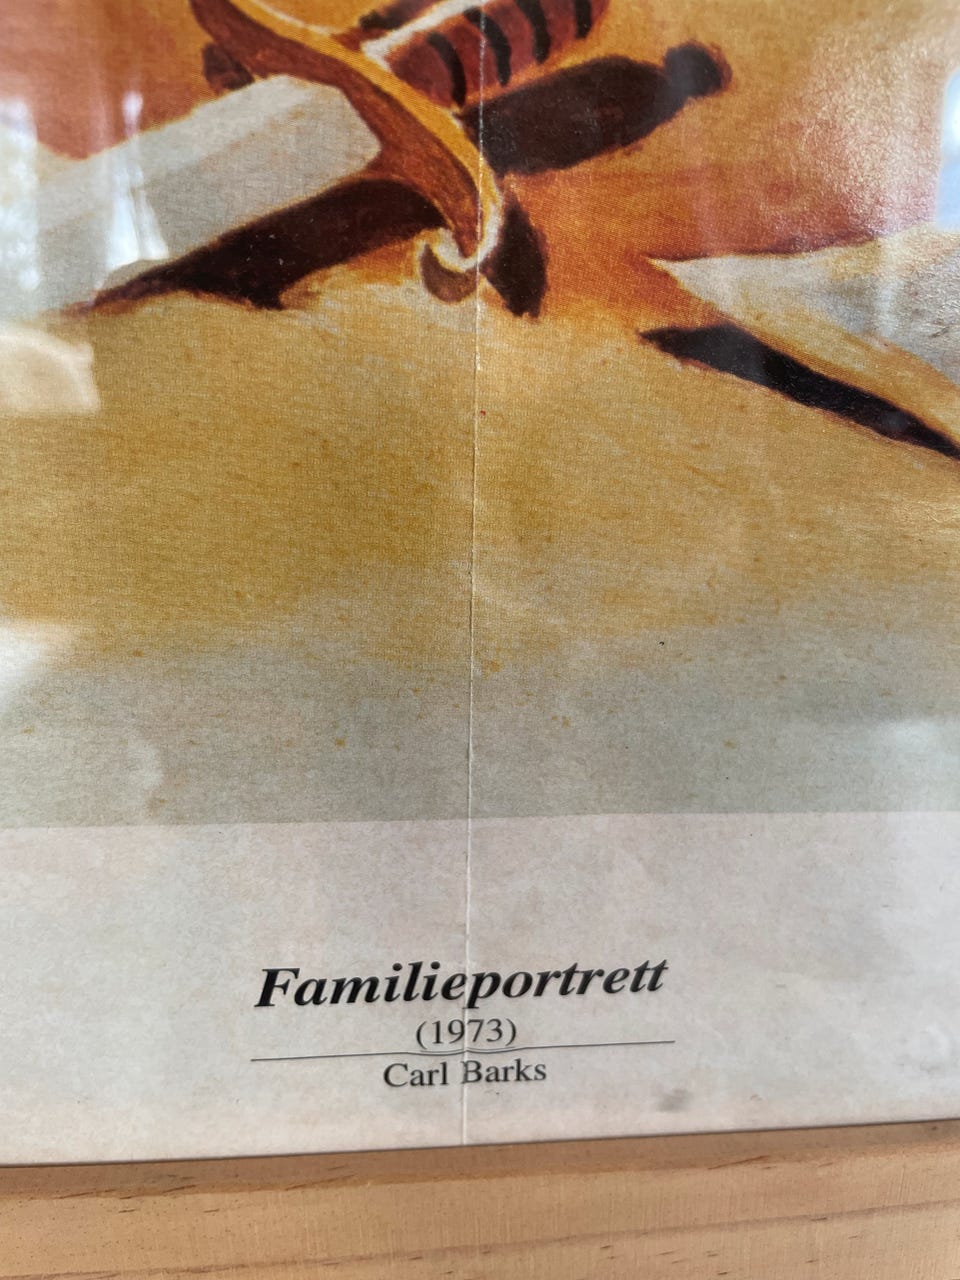 Familieportrett
(1973)
Carl Barks